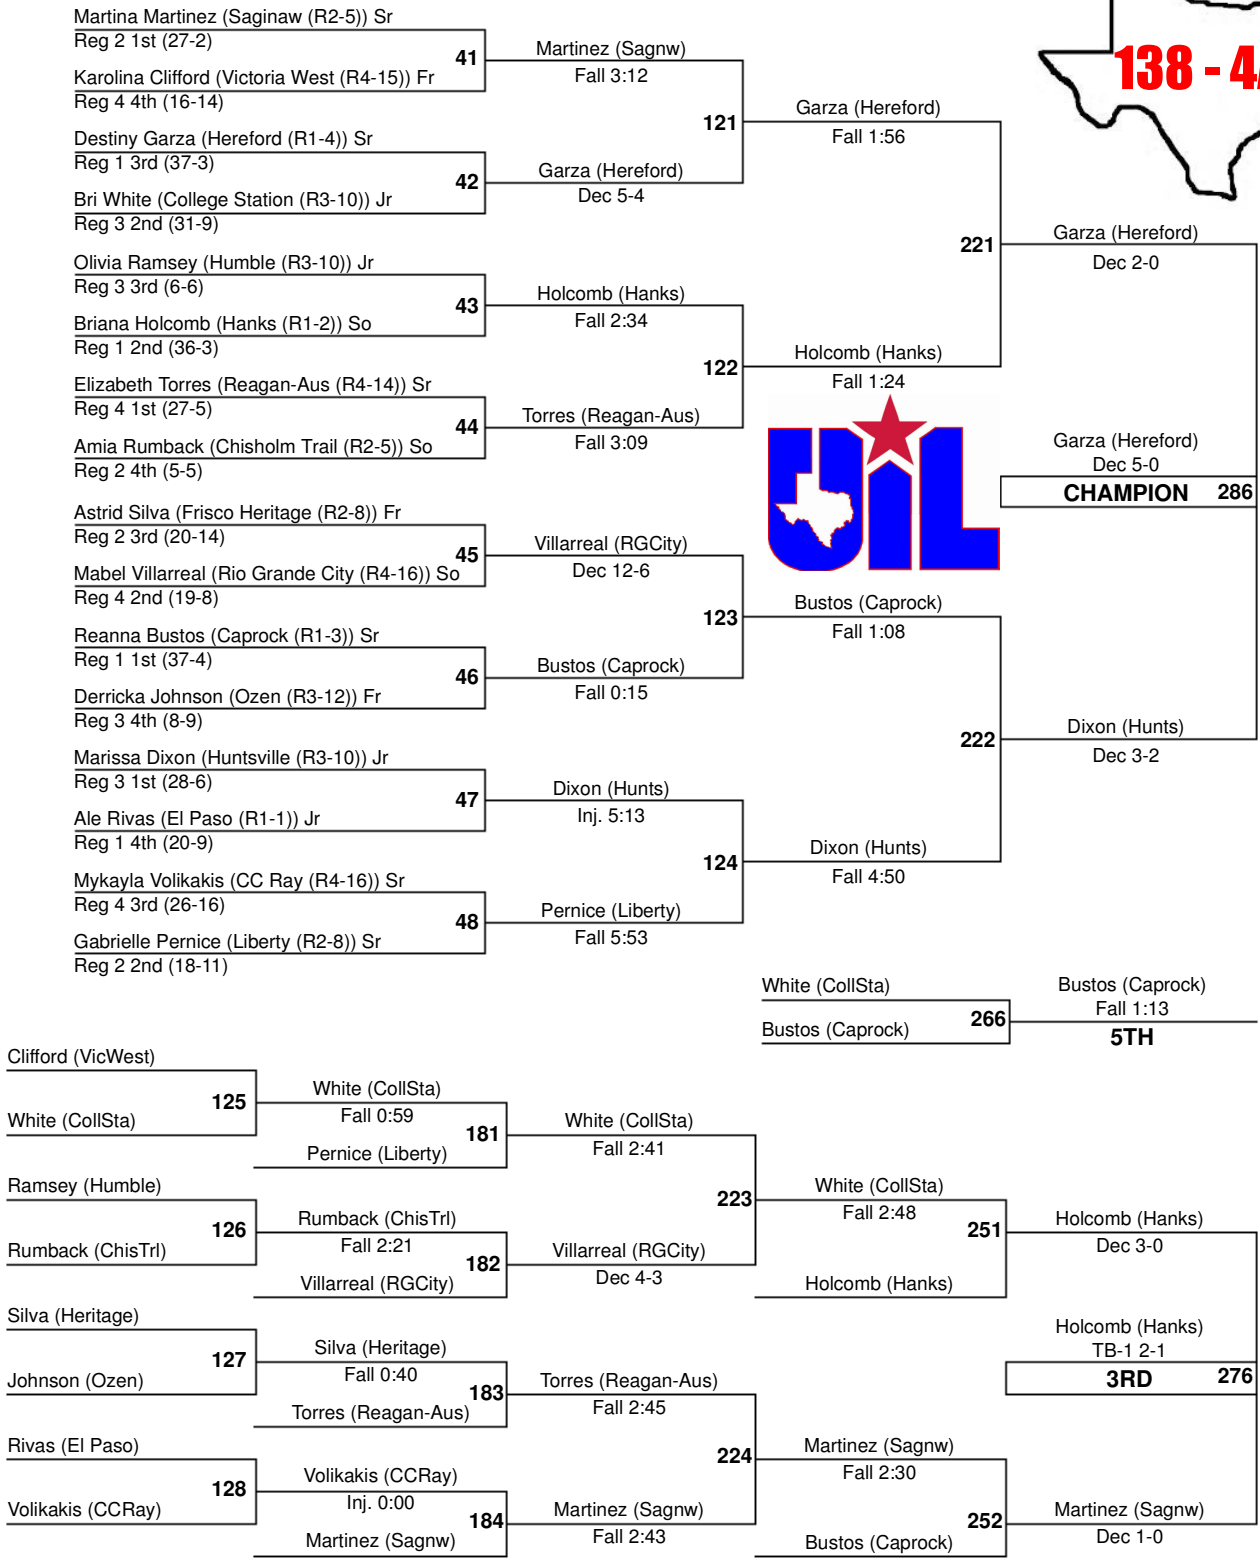 138 - 4
Martina Martinez (Saginaw (R2-5)) Sr
Reg 2 1st (27-2)
41
Karolina Clifford (Victoria West (R4-15)) Fr
Reg 4 4th (16-14)
Martinez (Sagnw)
Fall 3:12
121
Destiny Garza (Hereford (R1-4)) Sr
Reg 1 3rd (37-3)
42
Bri White (College Station (R3-10)) Jr
Reg 3 2nd (31-9)
Garza (Hereford)
Dec 5-4
Garza (Hereford)
Fall 1:56
221
Olivia Ramsey (Humble (R3-10)) Jr
Reg 3 3rd (6-6)
43
Briana Holcomb (Hanks (R1-2)) So
Reg 1 2nd (36-3)
Holcomb (Hanks)
Fall 2:34
122
Elizabeth Torres (Reagan-Aus (R4-14)) Sr
Reg 4 1st (27-5)
44
Amia Rumback (Chisholm Trail (R2-5)) So
Reg 2 4th (5-5)
Torres (Reagan-Aus)
Fall 3:09
Holcomb (Hanks)
Fall 1:24
Garza (Hereford)
Dec 2-0
UIL
Garza (Hereford)
Dec 5-0
CHAMPION 286
Astrid Silva (Frisco Heritage (R2-8)) Fr
Reg 2 3rd (20-14)
45
Mabel Villarreal (Rio Grande City (R4-16)) So
Reg 4 2nd (19-8)
Villarreal (RGCity)
Dec 12-6
123
Reanna Bustos (Caprock (R1-3)) Sr
Reg 1 1st (37-4)
46
Derricka Johnson (Ozen (R3-12)) Fr
Reg 3 4th (8-9)
Bustos (Caprock)
Fall 0:15
Bustos (Caprock)
Fall 1:08
222
Marissa Dixon (Huntsville (R3-10)) Jr
Reg 3 1st (28-6)
47
Ale Rivas (El Paso (R1-1)) Jr
Reg 1 4th (20-9)
Dixon (Hunts)
Inj. 5:13
124
Mykayla Volikakis (CC Ray (R4-16)) Sr
Reg 4 3rd (26-16)
48
Gabrielle Pernice (Liberty (R2-8)) Sr
Reg 2 2nd (18-11)
Pernice (Liberty)
Fall 5:53
Dixon (Hunts)
Fall 4:50
Dixon (Hunts)
Dec 3-2
White (CollSta)
266
Bustos (Caprock)
Bustos (Caprock)
Fall 1:13
5TH
Clifford (VicWest)
125
White (CollSta)
White (CollSta)
Fall 0:59
181
Pernice (Liberty)
White (CollSta)
Fall 2:41
223
Ramsey (Humble)
126
Rumback (ChisTrl)
Rumback (ChisTrl)
Fall 2:21
182
Villarreal (RGCity)
Villarreal (RGCity)
Dec 4-3
White (CollSta)
Fall 2:48
251
Holcomb (Hanks)
Holcomb (Hanks)
Dec 3-0
Holcomb (Hanks)
TB-1 2-1
3RD 276
Silva (Heritage)
127
Johnson (Ozen)
Silva (Heritage)
Fall 0:40
183
Torres (Reagan-Aus)
Torres (Reagan-Aus)
Fall 2:45
224
Rivas (El Paso)
128
Volikakis (CCRay)
Volikakis (CCRay)
Inj. 0:00
184
Martinez (Sagnw)
Martinez (Sagnw)
Fall 2:43
Martinez (Sagnw)
Fall 2:30
252
Bustos (Caprock)
Martinez (Sagnw)
Dec 1-0